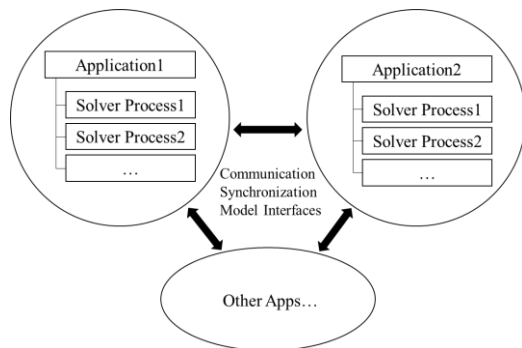 Application1
Solver Process1
Solver Process2
…
Application2
Solver Process1
Solver Process2
…
Communication
Synchronization
Model Interfaces
Other Apps…